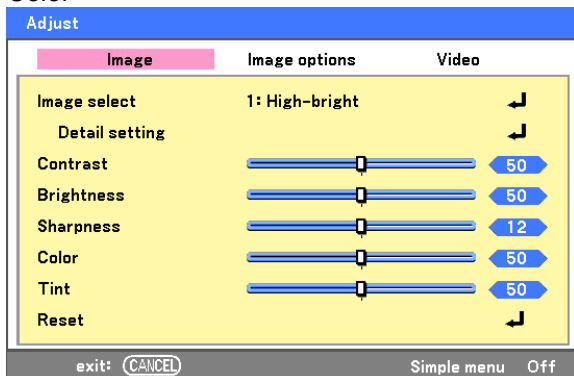 Adjust
Image Image options Video
Image select 1: High-bright
Detail setting
Contrast 50
Brightness 50
Sharpness 12
Color 50
Tint 50
Reset
exit: CANCEL Simple menu Off